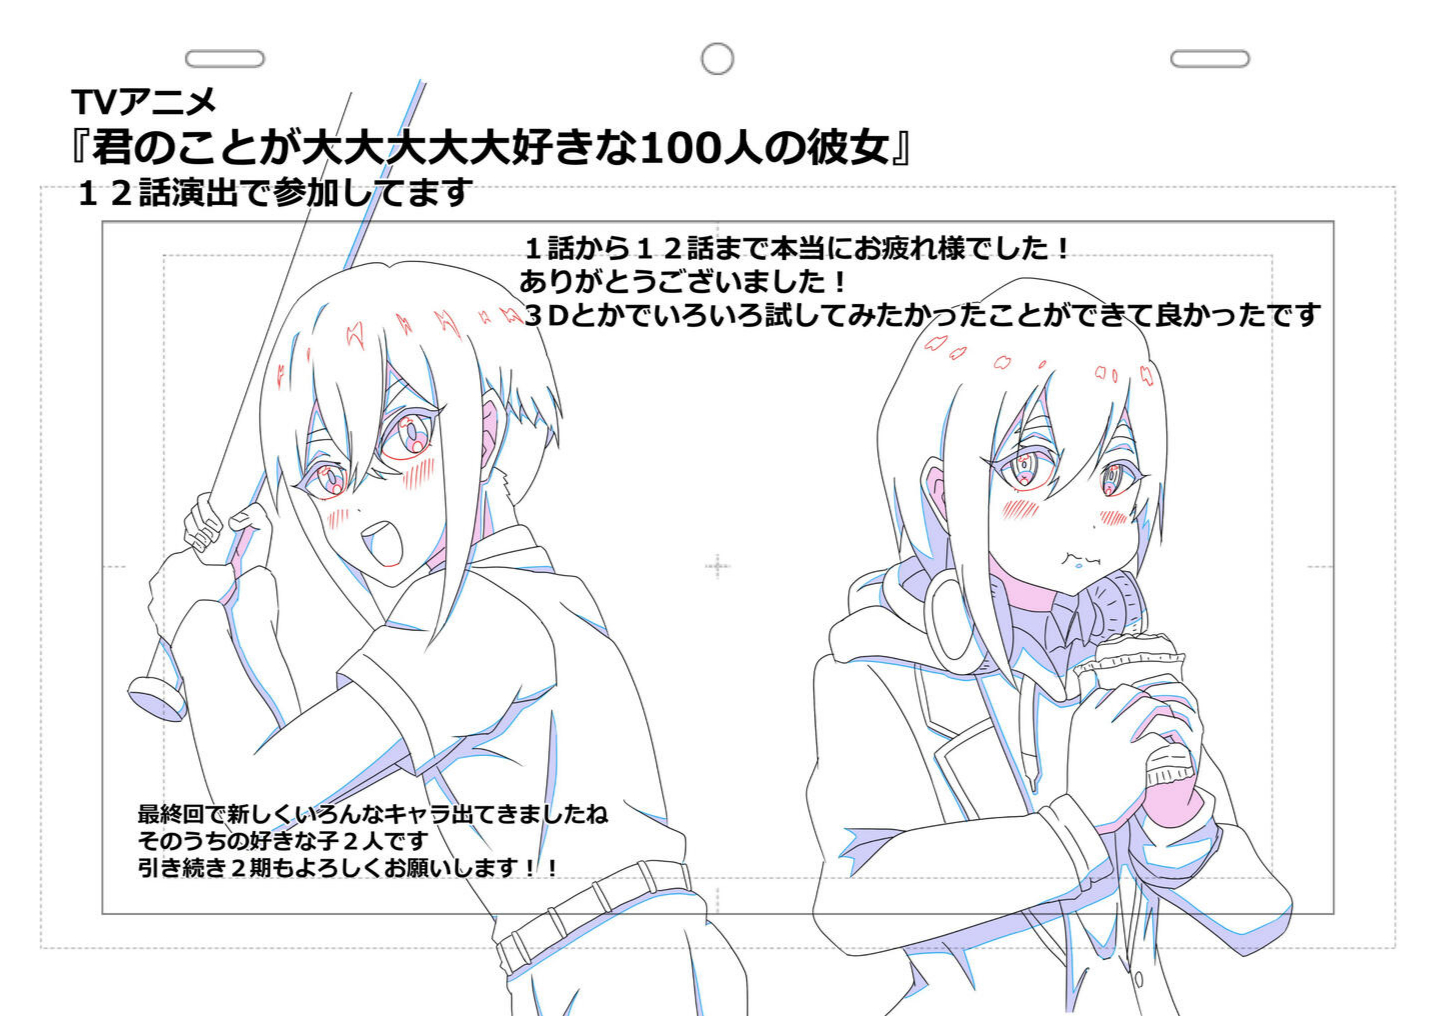 TVアニメ
『君のことが大大大大大好きな100人の彼女』
１２話演出で参加してます
１話から１２話まで本当にお疲れ様でした！
ありがとうございました！
３Dとかでいろいろ試してみたかったことができて良かったです
最終回で新しくいろんなキャラ出てきましたね
そのうちの好きな子２人です
引き続き２期もよろしくお願いします！！